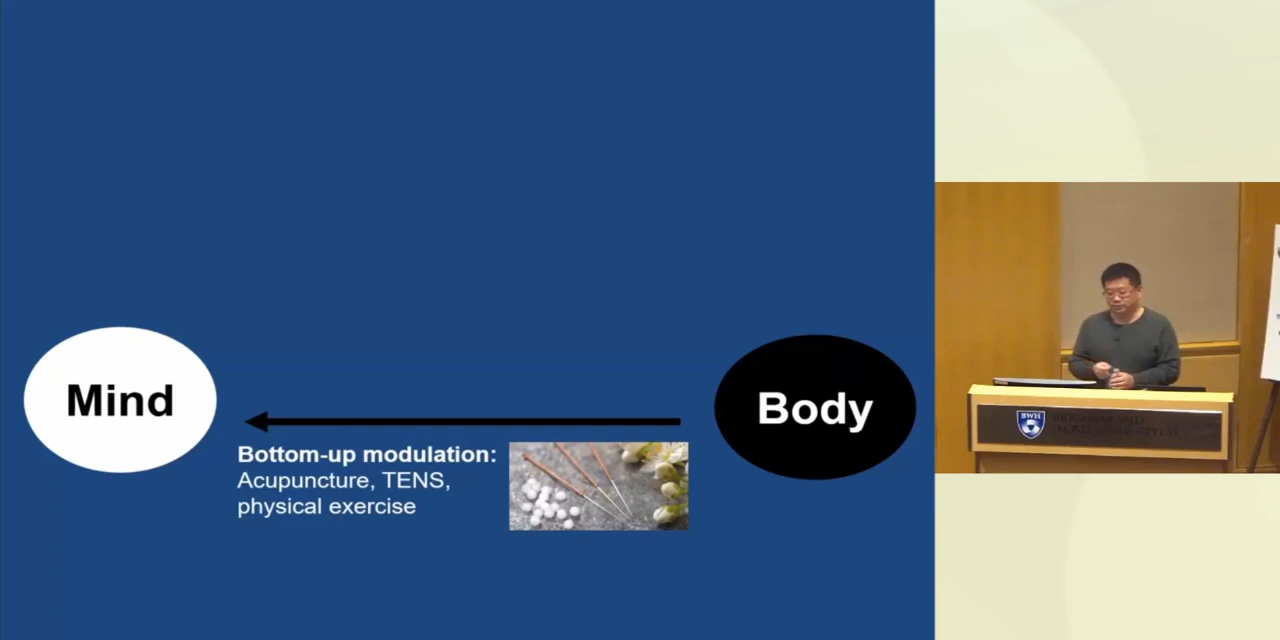 Mind
Body
Bottom-up modulation:
Acupuncture, TENS,
physical exercise
BWH